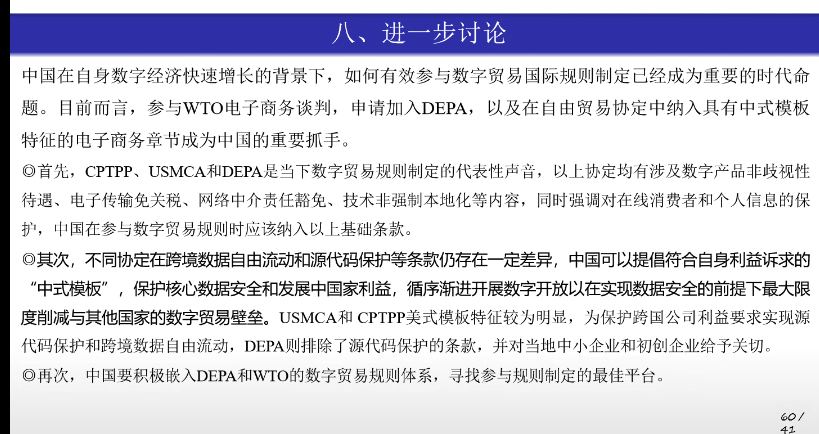 八、进一步讨论
中国在自身数字经济快速增长的背景下，如何有效参与数字贸易国际规则制定已经成为重要的时代命
题。目前而言，参与WTO电子商务谈判，申请加入DEPA，以及在自由贸易协定中纳入具有中式模板
特征的电子商务章节成为中国的重要抓手。
◎首先，CPTPP、USMCA和DEPA是当下数字贸易规则制定的代表性声音，以上协定均有涉及数字产品非歧视性
待遇、电子传输免关税、网络中介责任豁免、技术非强制本地化等内容，同时强调对在线消费者和个人信息的保
护，中国在参与数字贸易规则时应该纳入以上基础条款。
◎其次，不同协定在跨境数据自由流动和源代码保护等条款仍存在一定差异，中国可以提倡符合自身利益诉求的
“中式模板”，保护核心数据安全和发展中国家利益，循序渐进开展数字开放以在实现数据安全的前提下最大限
度削减与其他国家的数字贸易壁垒。USMCA和 CPTPP美式模板特征较为明显，为保护跨国公司利益要求实现源
代码保护和跨境数据自由流动，DEPA则排除了源代码保护的条款，并对当地中小企业和初创企业给予关切。
◎再次，中国要积极嵌入DEPA和WTO的数字贸易规则体系，寻找参与规则制定的最佳平台。
60/
41